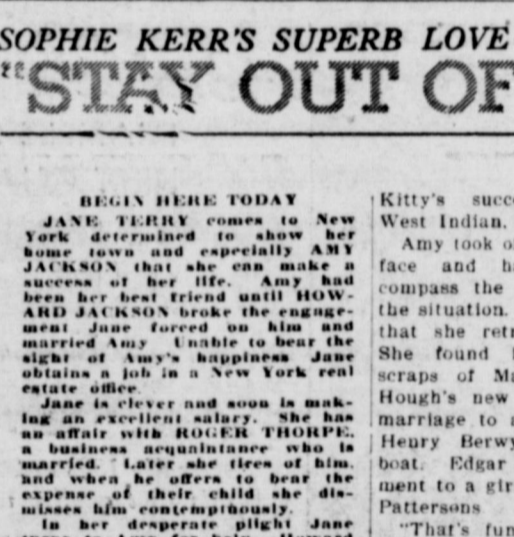 SOPHIE KERR'S SUPERB LOVE
"STAY OUT OF
BEGIN HERE TODAY
JANE TERRY comes to New
York determined to show her
home town and especially AMY
JACKSON that she can make a
success of her life. Amy had
been her best friend until HOW-
ARD JACKSON broke the engage-
ment Jane forced on him and
married Amy Unable to bear the
sight of Amy's happiness Jane
obtains a job in a New York real
estate office.
Jane is clever and soon is mak-
ing an excellent salary. She has
an affair with ROGER THORPE,
a business acquaintance who is
married. Later she tires of him,
and when he offers to bear the
expense of their child she dis-
misses him contemptuously.
In her desperate plight Jane
Kitty's succ
West Indian.
Amy took o
face and h
compass the
the situation.
that she retr
She found
scraps of Ma
Hough's new
marriage to a
Henry Berwy
boat. Edgar
ment to a gir
Pattersons
"That's fun